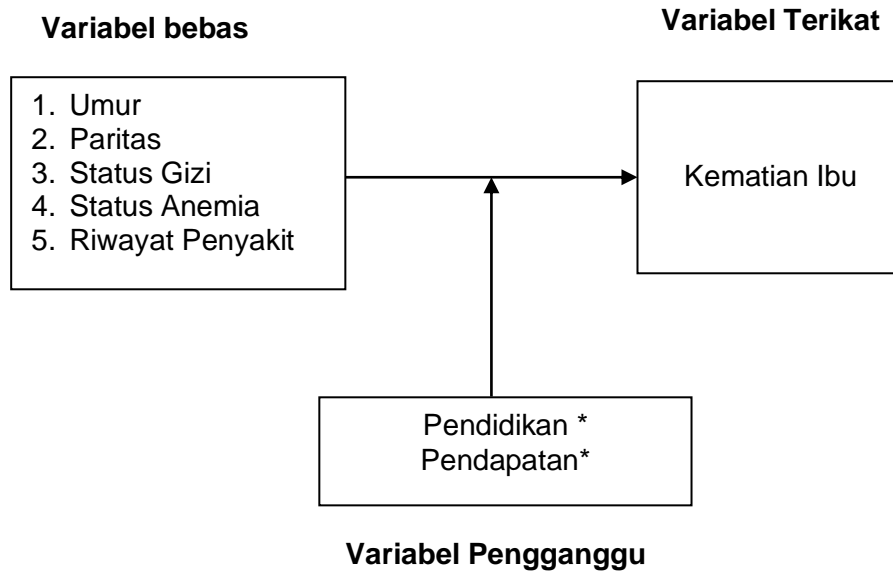 Variabel bebas
Variabel Terikat
1. Umur
2. Paritas
3. Status Gizi
4. Status Anemia
5. Riwayat Penyakit
Kematian Ibu
Pendidikan *
Pendapatan*
Variabel Pengganggu